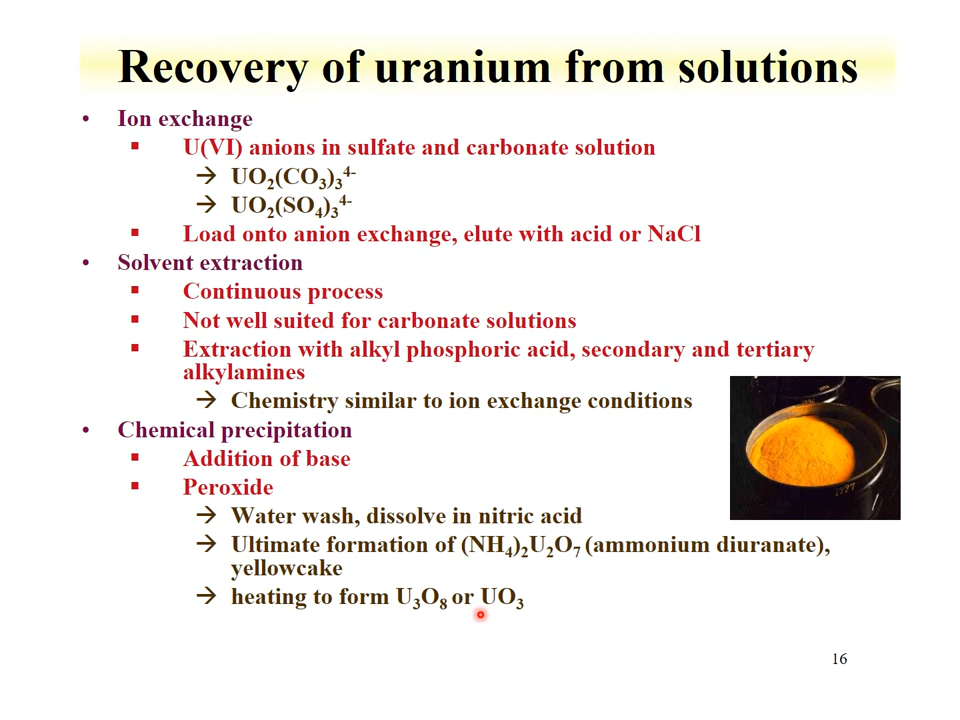 Recovery of uranium from solutions
• Ion exchange
▪ U(VI) anions in sulfate and carbonate solution
→ UO₂(CO₃)₃⁴⁻
→ UO₂(SO₄)₃⁴⁻
▪ Load onto anion exchange, elute with acid or NaCl
• Solvent extraction
▪ Continuous process
▪ Not well suited for carbonate solutions
▪ Extraction with alkyl phosphoric acid, secondary and tertiary
alkylamines
→ Chemistry similar to ion exchange conditions
• Chemical precipitation
▪ Addition of base
▪ Peroxide
→ Water wash, dissolve in nitric acid
→ Ultimate formation of (NH₄)₂U₂O₇ (ammonium diuranate),
yellowcake
→ heating to form U₃O₈ or UO₃
16